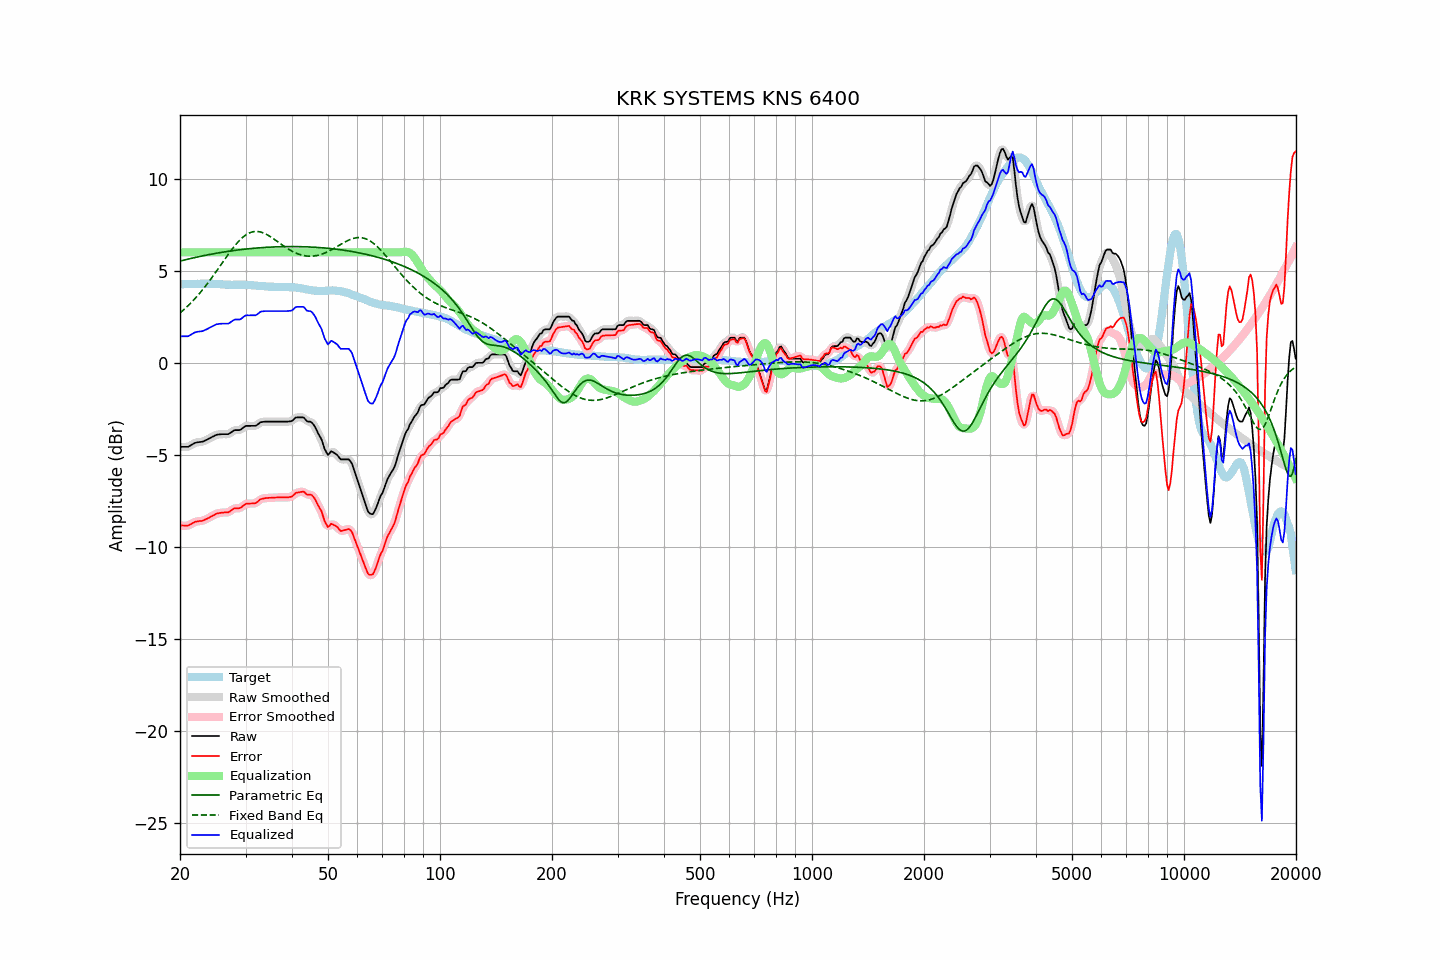 KRK SYSTEMS KNS 6400
Amplitude (dBr)
10
5
0
−5
−10
−15
−20
−25
Target
Raw Smoothed
Error Smoothed
Raw
Error
Equalization
Parametric Eq
Fixed Band Eq
Equalized
20 50 100 200 500 1000 2000 5000 10000 20000
Frequency (Hz)